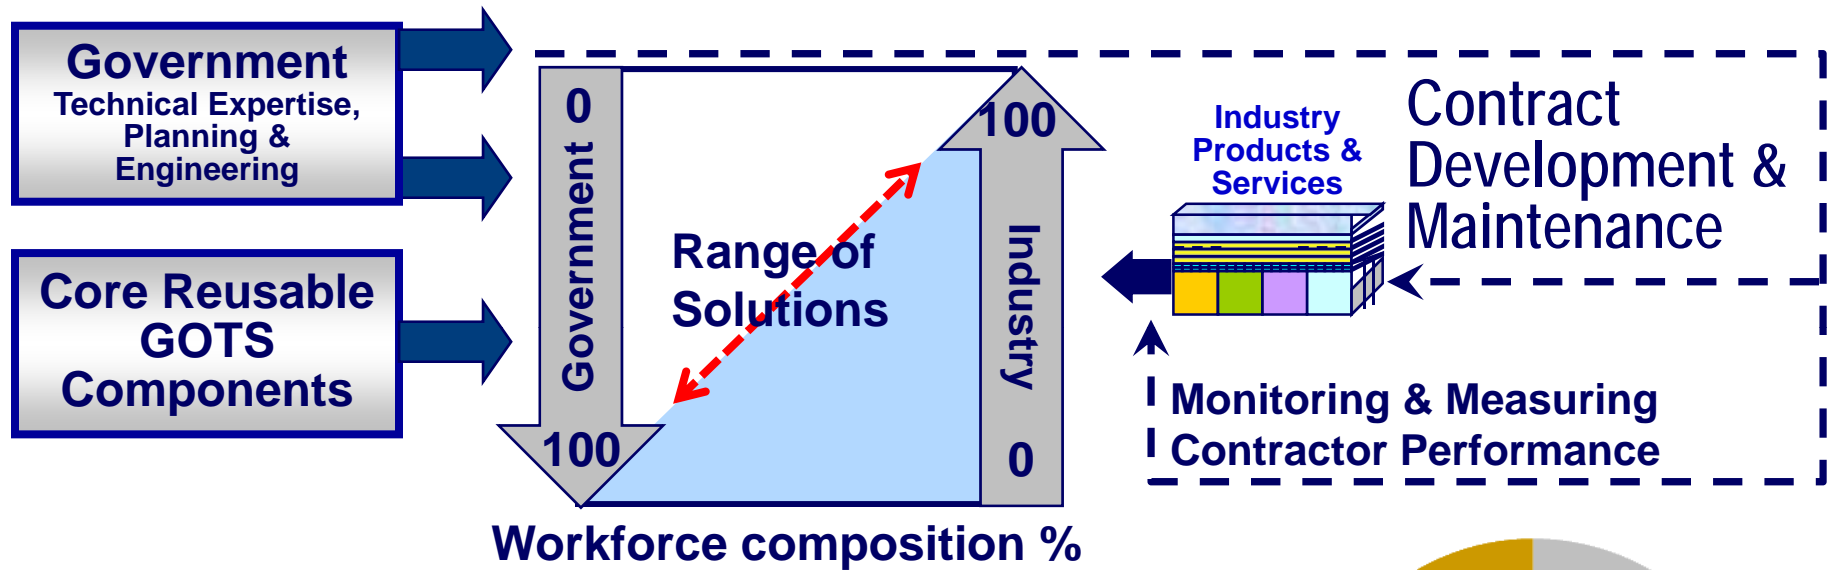 Government
Technical Expertise,
Planning &
Engineering
Core Reusable
GOTS
Components
0
Government
100
Range of
Solutions
100
Industry
0
Workforce composition %
Industry
Products &
Services
Contract
Development &
Maintenance
Monitoring & Measuring
Contractor Performance